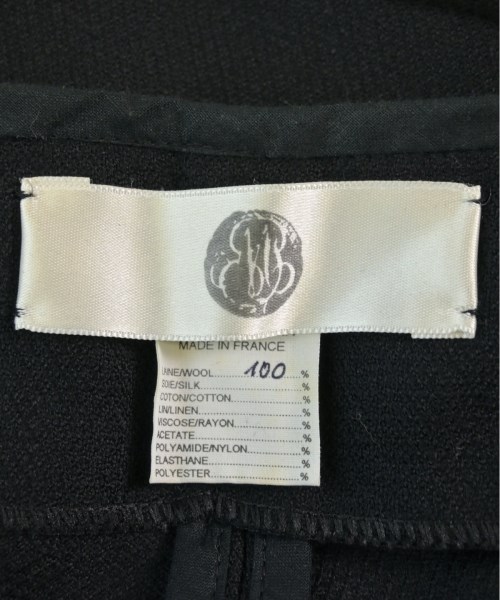 MADE IN FRANCE
LAINE/WOOL 100 %
SOIE/SILK %
COTON/COTTON %
LIN/LINEN %
VISCOSE/RAYON %
ACETATE %
POLYAMIDE/NYLON %
ELASTHANE %
POLYESTER %